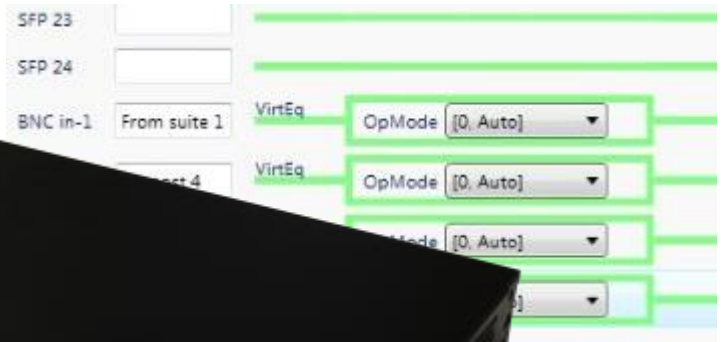 SFP 23
SFP 24
BNC in-1 From suite 1 VirtEq OpMode [0, Auto]
4 VirtEq OpMode [0, Auto]
[0, Auto]